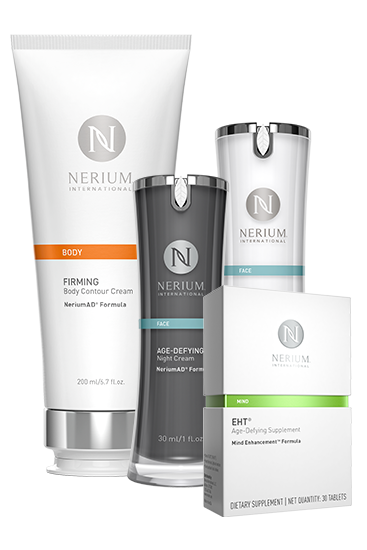 N
NERIUM
INTERNATIONAL
BODY
FIRMING
Body Contour Cream
NeriumAD® Formula
200 ml/6.7 fl.oz.
N
NERIUM
INTERNATIONAL
FACE
AGE-DEFYING
Night Cream
NeriumAD® Form
30 ml/1 fl.oz
N
NERIUM
INTERNATIONAL
FACE
N
NERIUM
INTERNATIONAL
MIND
EHT®
Age-Defying Supplement
Mind Enhancement™ Formula
DIETARY SUPPLEMENT | NET QUANTITY: 30 TABLETS